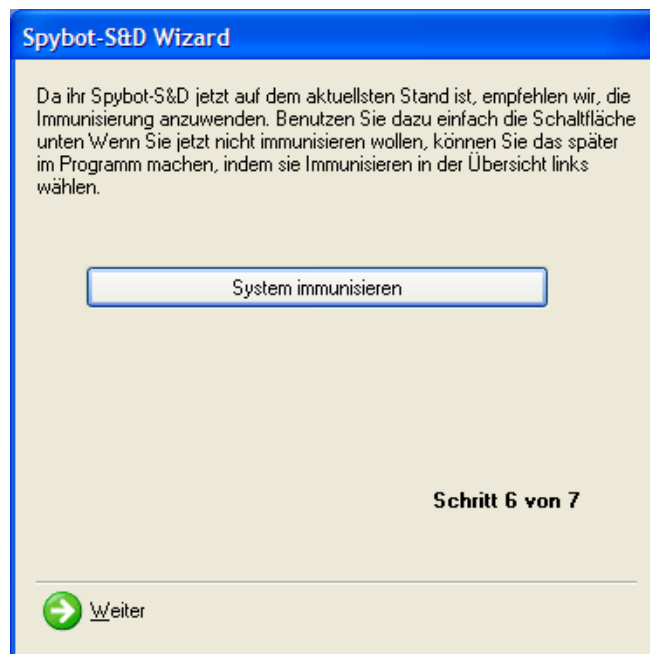 Spybot-S&D Wizard
Da ihr Spybot-S&D jetzt auf dem aktuellsten Stand ist, empfehlen wir, die
Immunisierung anzuwenden. Benutzen Sie dazu einfach die Schaltfläche
unten Wenn Sie jetzt nicht immunisieren wollen, können Sie das später
im Programm machen, indem sie Immunisieren in der Übersicht links
wählen.
System immunisieren
Schritt 6 von 7
Weiter